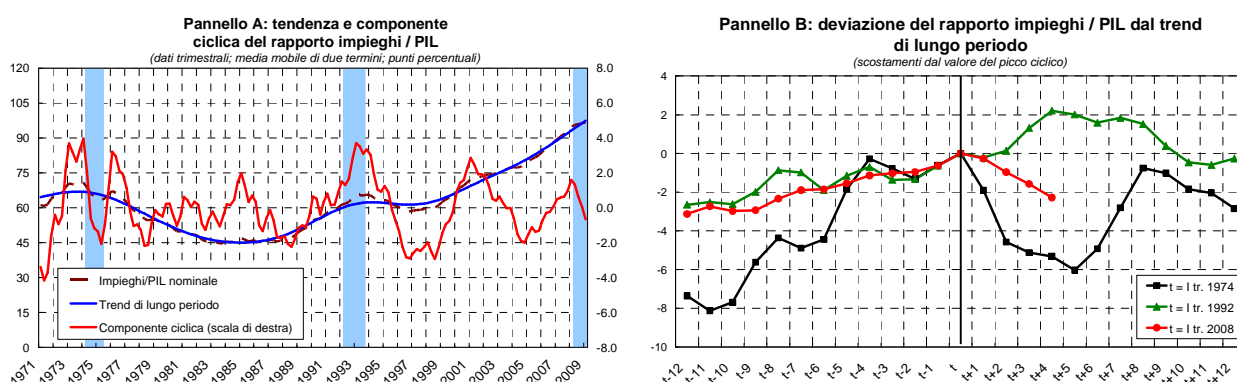 Pannello A: tendenza e componente
ciclica del rapporto impieghi / PIL
(dati trimestrali; media mobile di due termini; punti percentuali)
120
105
90
75
60
45
30
15
0
8.0
6.0
4.0
2.0
0.0
-2.0
-4.0
-6.0
-8.0
Impieghi/PIL nominale
Trend di lungo periodo
Componente ciclica (scala di destra)
1971 1973 1975 1977 1979 1981 1983 1985 1987 1989 1991 1993 1995 1997 1999 2001 2003 2005 2007 2009
Pannello B: deviazione del rapporto impieghi / PIL dal trend
di lungo periodo
(scostamenti dal valore del picco ciclico)
4
2
0
-2
-4
-6
-8
-10
t = I tr. 1974
t = I tr. 1992
t = I tr. 2008
t-12 t-11 t-10 t-9 t-8 t-7 t-6 t-5 t-4 t-3 t-2 t-1 t t+1 t+2 t+3 t+4 t+5 t+6 t+7 t+8 t+9 t+10 t+11 t+12